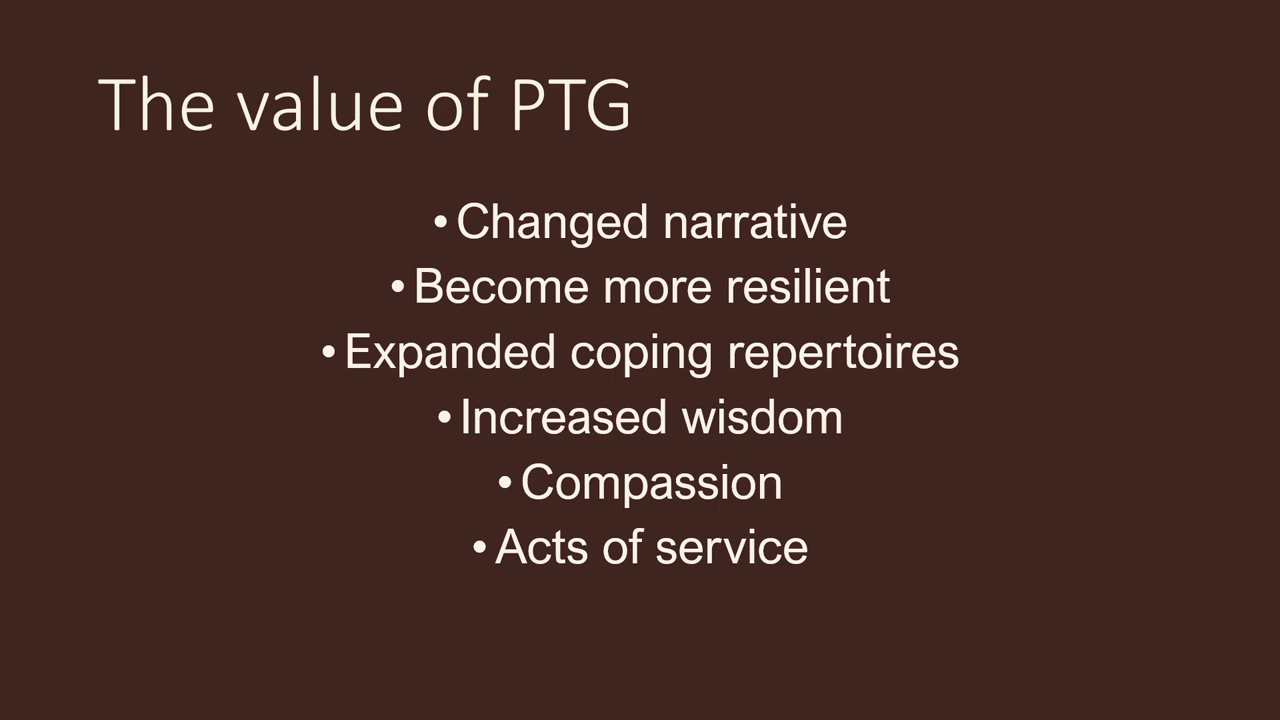 The value of PTG
• Changed narrative
• Become more resilient
• Expanded coping repertoires
• Increased wisdom
• Compassion
• Acts of service